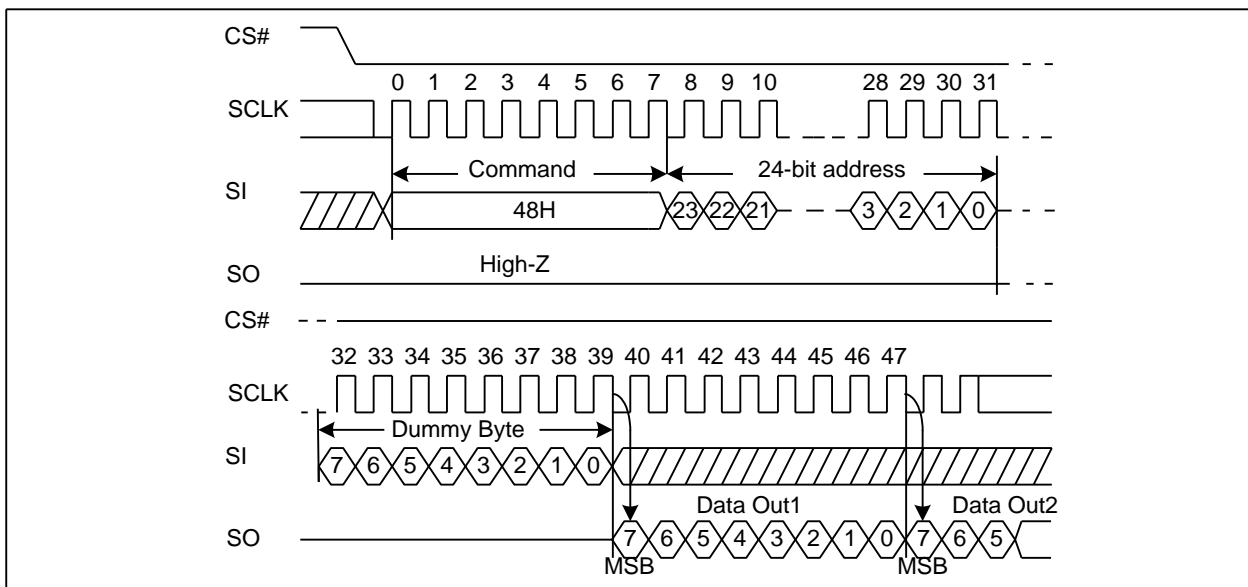 CS#
0 1 2 3 4 5 6 7 8 9 10 28 29 30 31
SCLK
Command 24-bit address
SI
48H 23 22 21 3 2 1 0
High-Z
SO
CS#
32 33 34 35 36 37 38 39 40 41 42 43 44 45 46 47
SCLK
Dummy Byte
SI
7 6 5 4 3 2 1 0
Data Out1 Data Out2
SO
7 6 5 4 3 2 1 0 7 6 5
MSB MSB